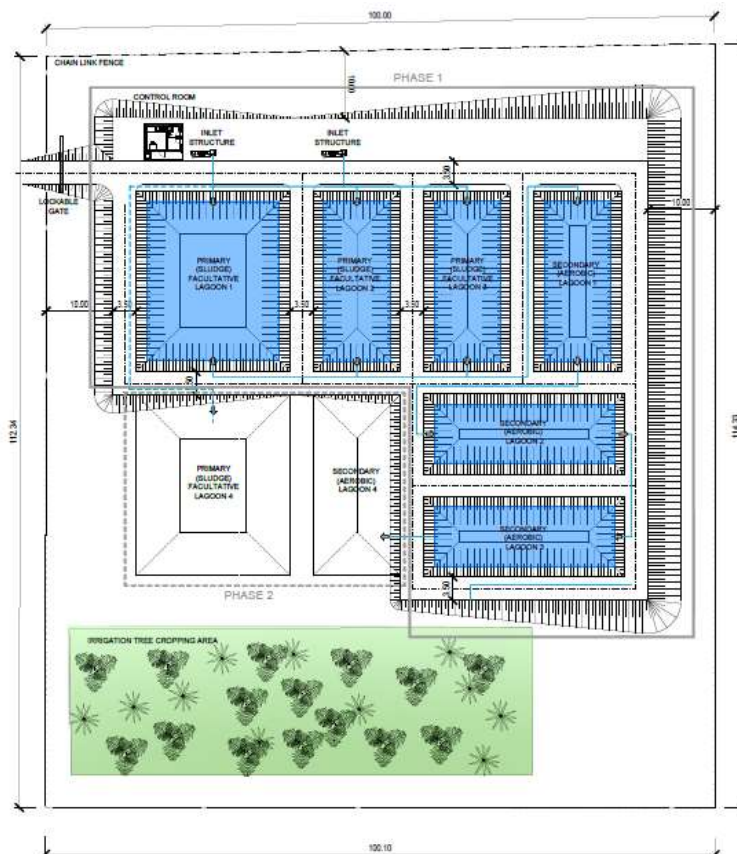 100.00
CHAIN LINK FENCE
10.00
PHASE 1
CONTROL ROOM
INLET
STRUCTURE
INLET
STRUCTURE
3.50
LOCKABLE
GATE
10.00
PRIMARY
(SLUDGE)
FACULTATIVE
LAGOON 1
PRIMARY
(SLUDGE)
FACULTATIVE
LAGOON 2
PRIMARY
(SLUDGE)
FACULTATIVE
SECONDARY
(AEROBIC)
10.00
3.50
3.50
3.50
3.50
112.34
SECONDARY
(AEROBIC)
LAGOON 2
PRIMARY
(SLUDGE)
FACULTATIVE
LAGOON 4
SECONDARY
(AEROBIC)
LAGOON 4
SECONDARY
(AEROBIC)
LAGOON 3
3.50
PHASE 2
IRRIGATION TREE CROPPING AREA
100.10